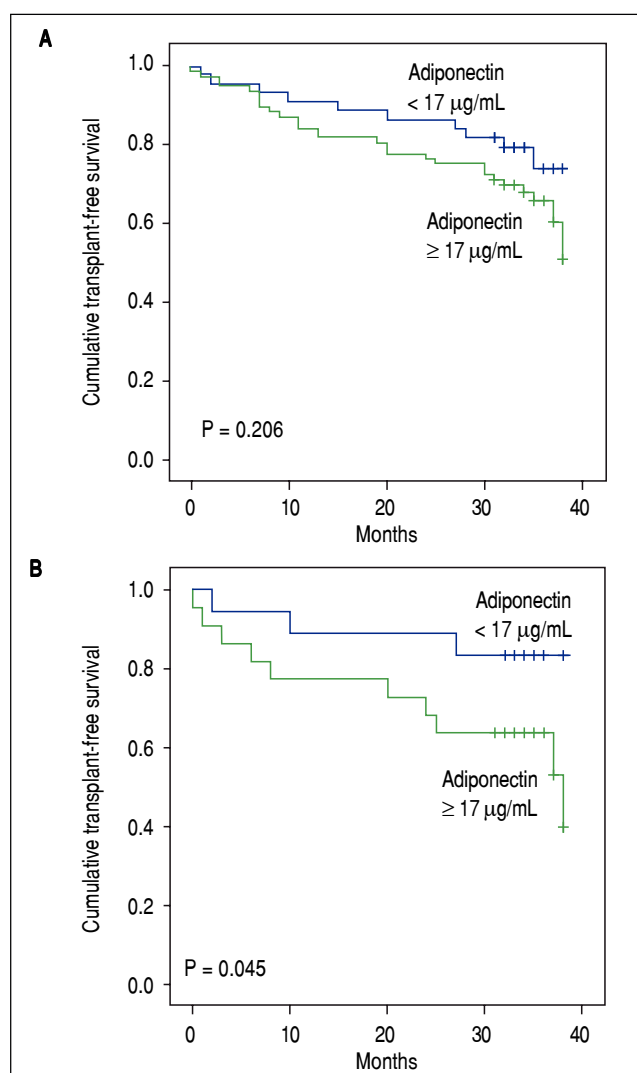 A
Cumulative transplant-free survival
1.0
0.8
0.6
0.4
0.2
0.0
Adiponectin
< 17 μg/mL
Adiponectin
≥ 17 μg/mL
P = 0.206
0 10 20 30 40
Months
B
Cumulative transplant-free survival
1.0
0.8
0.6
0.4
0.2
0.0
Adiponectin
< 17 μg/mL
Adiponectin
≥ 17 μg/mL
P = 0.045
0 10 20 30 40
Months